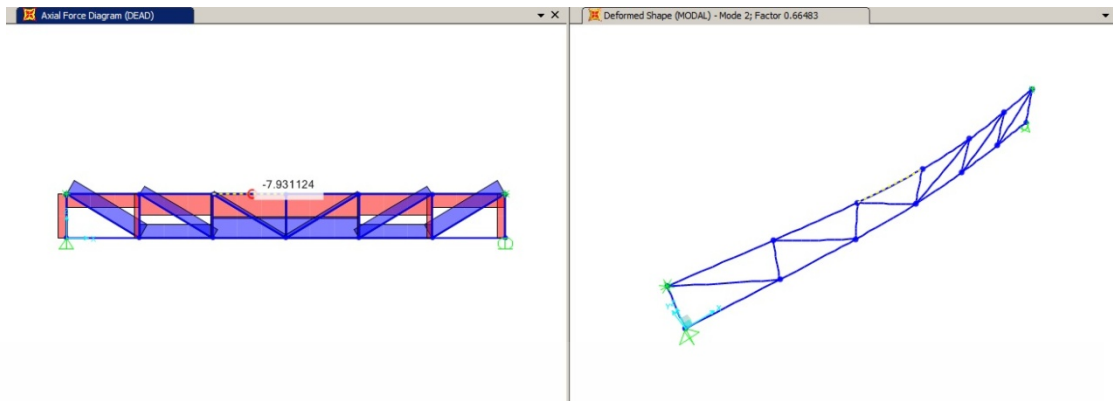 Axial Force Diagram (DEAD)
Deformed Shape (MODAL) - Mode 2; Factor 0.66483
-7.931124